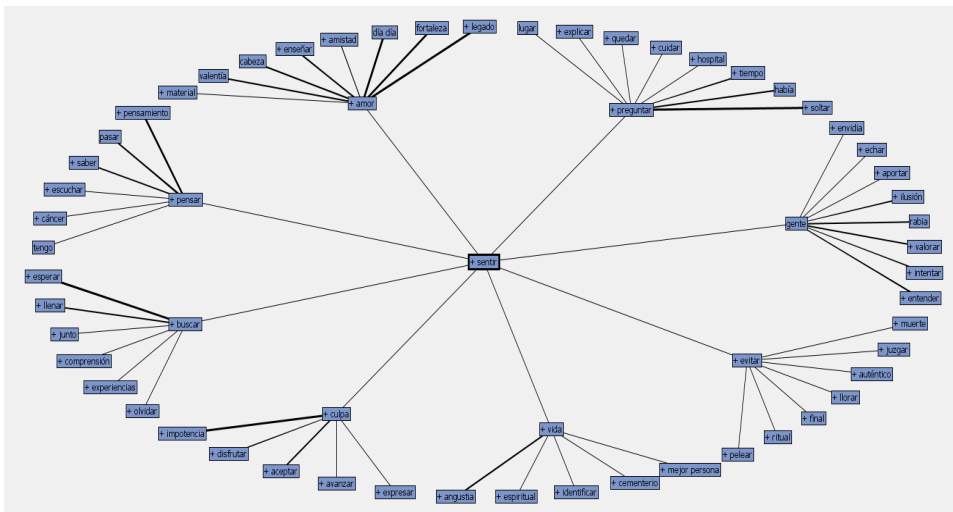 + amor
+ material
valentía
cabeza
+ enseñar
+ amistad
día día
fortaleza
+ legado
+ preguntar
lugar
+ explicar
+ quedar
+ cuidar
+ hospital
+ tiempo
había
+ soltar
gente
+ envidia
+ echar
+ aportar
+ ilusión
rabia
+ valorar
+ intentar
+ entender
+ pensar
+ pensamiento
pasar
+ saber
+ escuchar
+ cáncer
tengo
+ sentir
+ buscar
+ esperar
+ llenar
+ junto
+ comprensión
+ experiencias
+ olvidar
+ culpa
+ impotencia
+ disfrutar
+ aceptar
+ avanzar
+ expresar
+ vida
+ angustia
+ espiritual
+ identificar
+ cementerio
+ mejor persona
+ evitar
+ muerte
+ juzgar
+ auténtico
+ llorar
+ final
+ ritual
+ pelear